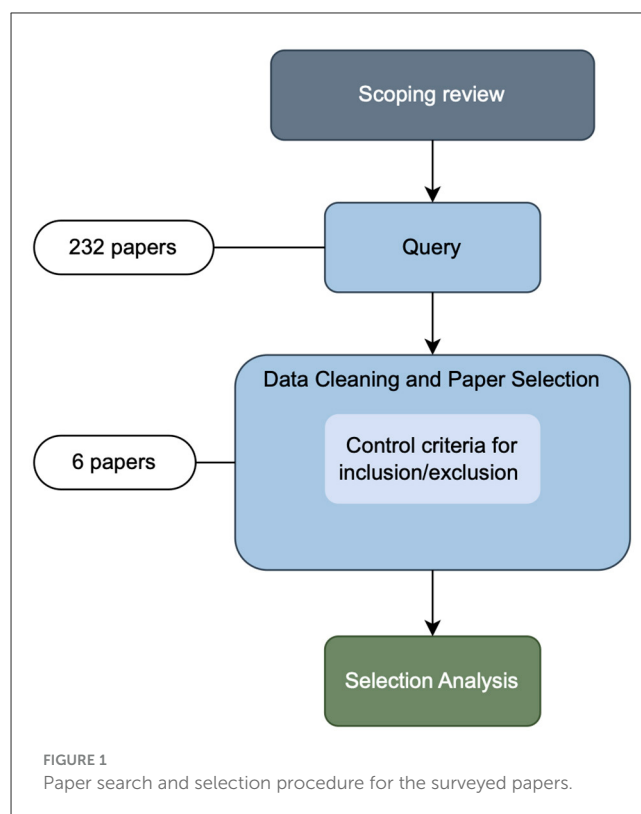 Scoping review
232 papers
Query
Data Cleaning and Paper Selection
Control criteria for
inclusion/exclusion
6 papers
Selection Analysis
FIGURE 1
Paper search and selection procedure for the surveyed papers.